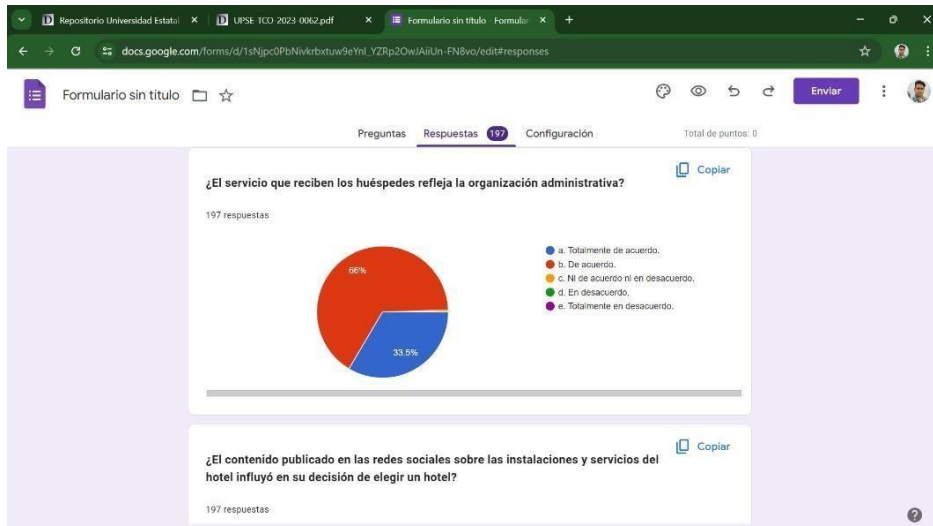 Repositorio Universidad Estatal
UPSE-TCO-2023-0062.pdf
Formulario sin título - Formular
docs.google.com/forms/d/1sNjpc0PbNivkrbxtuw9eYnI_YZRp2OwJAiiUn-FN8vo/edit#responses
Formulario sin título
Enviar
Preguntas Respuestas 197 Configuración
Total de puntos: 0
Copiar
¿El servicio que reciben los huéspedes refleja la organización administrativa?
197 respuestas
66%
33.5%
a. Totalmente de acuerdo.
b. De acuerdo.
c. Ni de acuerdo ni en desacuerdo.
d. En desacuerdo.
e. Totalmente en desacuerdo.
Copiar
¿El contenido publicado en las redes sociales sobre las instalaciones y servicios del
hotel influyó en su decisión de elegir un hotel?
197 respuestas